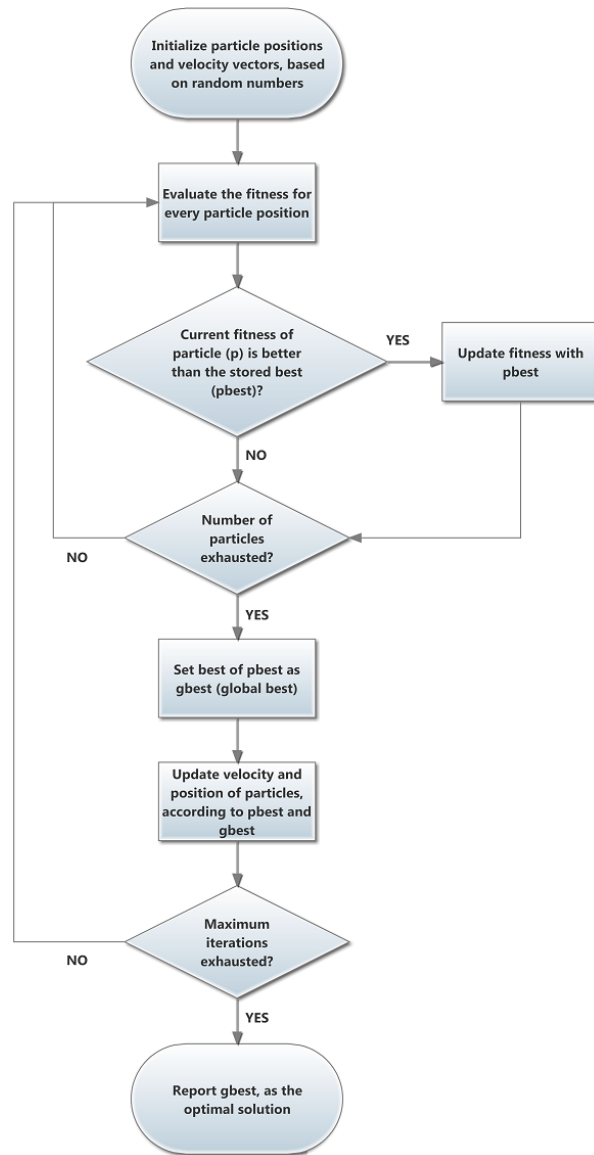 Initialize particle positions
and velocity vectors, based
on random numbers
Evaluate the fitness for
every particle position
Current fitness of
particle (p) is better
than the stored best
(pbest)?
YES
Update fitness with
pbest
NO
Number of
particles
exhausted?
NO
YES
Set best of pbest as
gbest (global best)
Update velocity and
position of particles,
according to pbest and
gbest
Maximum
iterations
exhausted?
NO
YES
Report gbest, as the
optimal solution